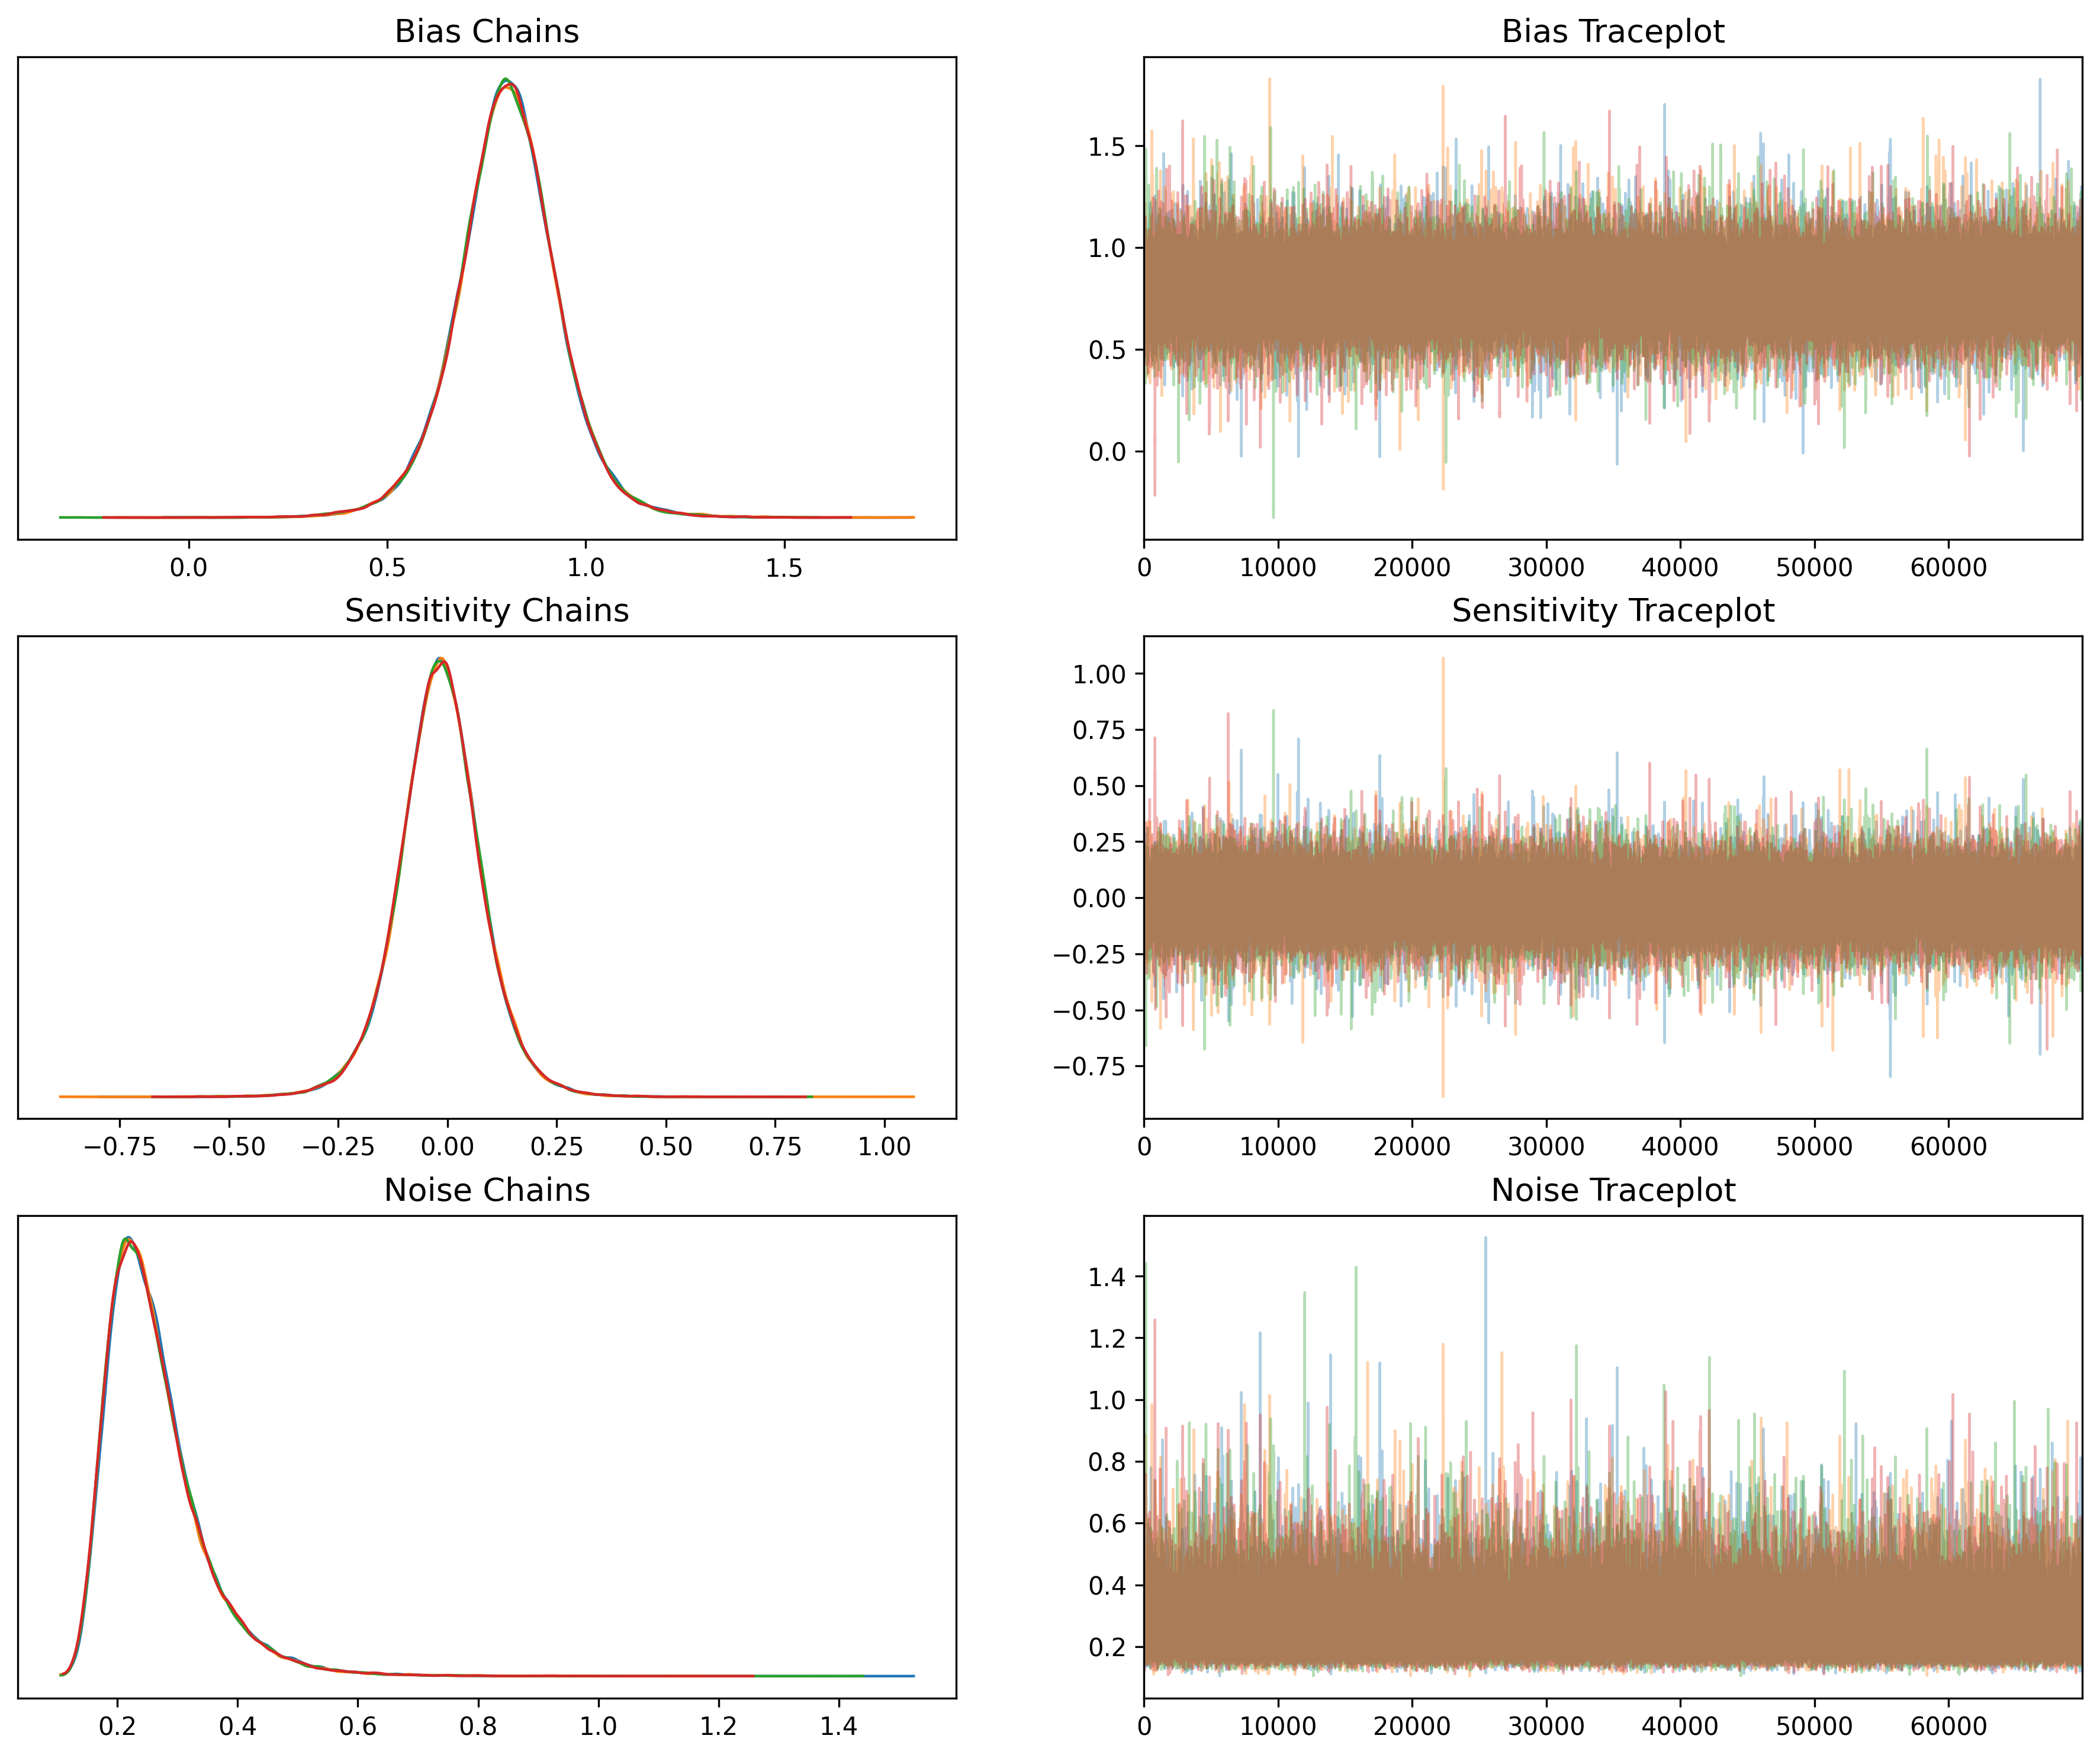 Bias Chains
Bias Traceplot
1.5
1.0
0.5
0.0
0.0 0.5 1.0 1.5
0 10000 20000 30000 40000 50000 60000
Sensitivity Chains
Sensitivity Traceplot
1.00
0.75
0.50
0.25
0.00
−0.25
−0.50
−0.75
−0.75 −0.50 −0.25 0.00 0.25 0.50 0.75 1.00
0 10000 20000 30000 40000 50000 60000
Noise Chains
Noise Traceplot
1.4
1.2
1.0
0.8
0.6
0.4
0.2
0.2 0.4 0.6 0.8 1.0 1.2 1.4
0 10000 20000 30000 40000 50000 60000